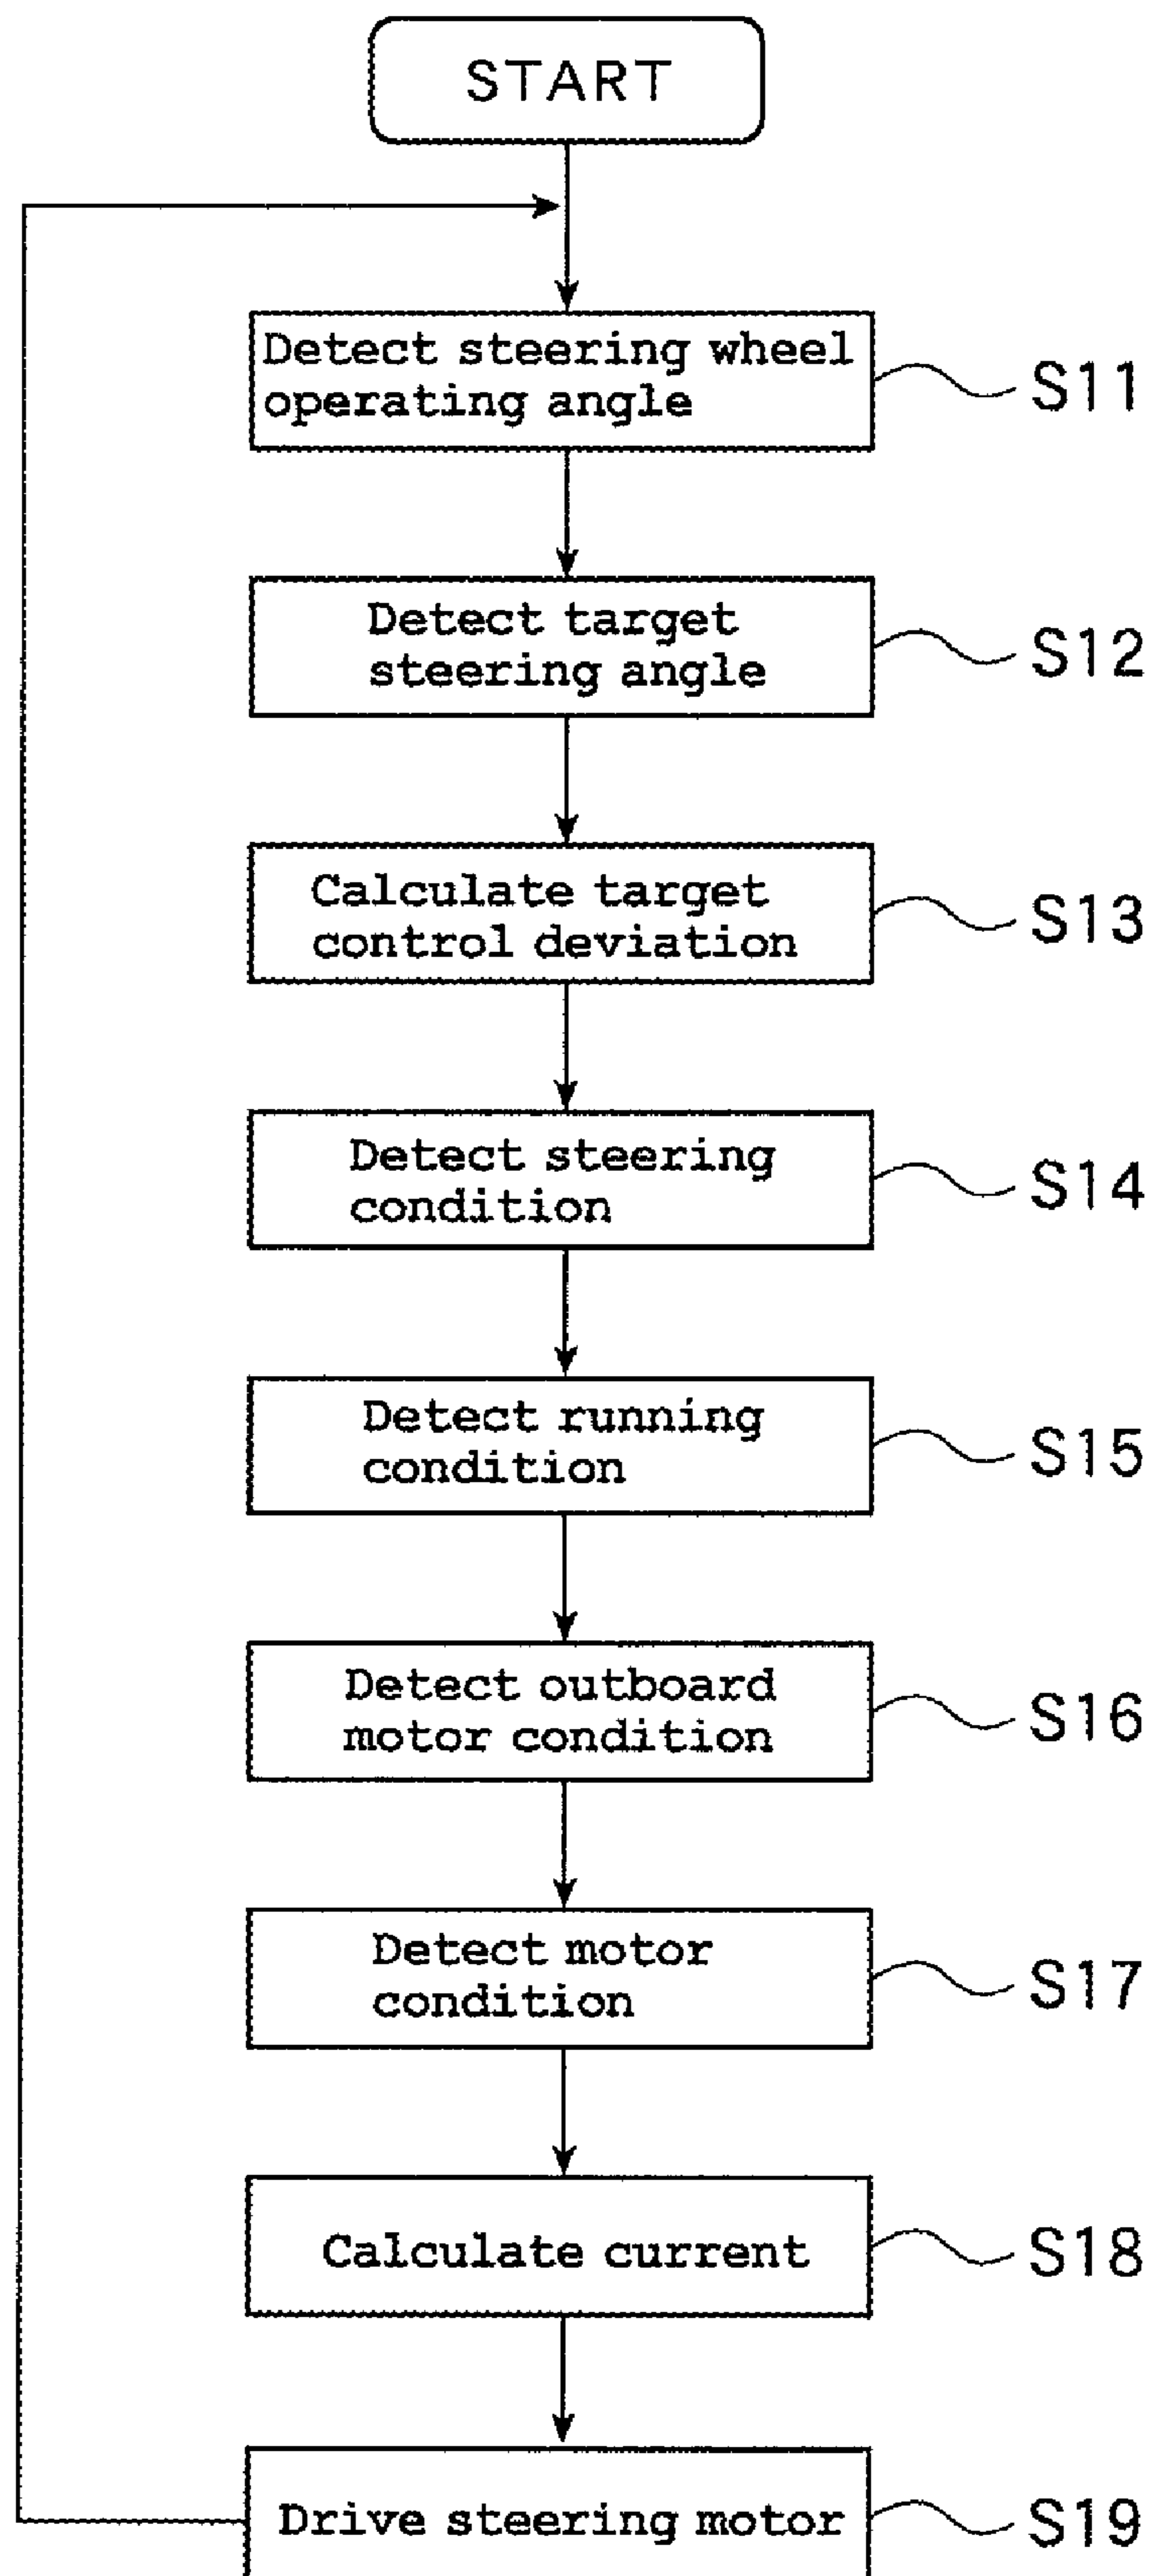 START
Detect steering wheel
operating angle
S11
Detect target
steering angle
S12
Calculate target
control deviation
S13
Detect steering
condition
S14
Detect running
condition
S15
Detect outboard
motor condition
S16
Detect motor
condition
S17
Calculate current
S18
Drive steering motor
S19